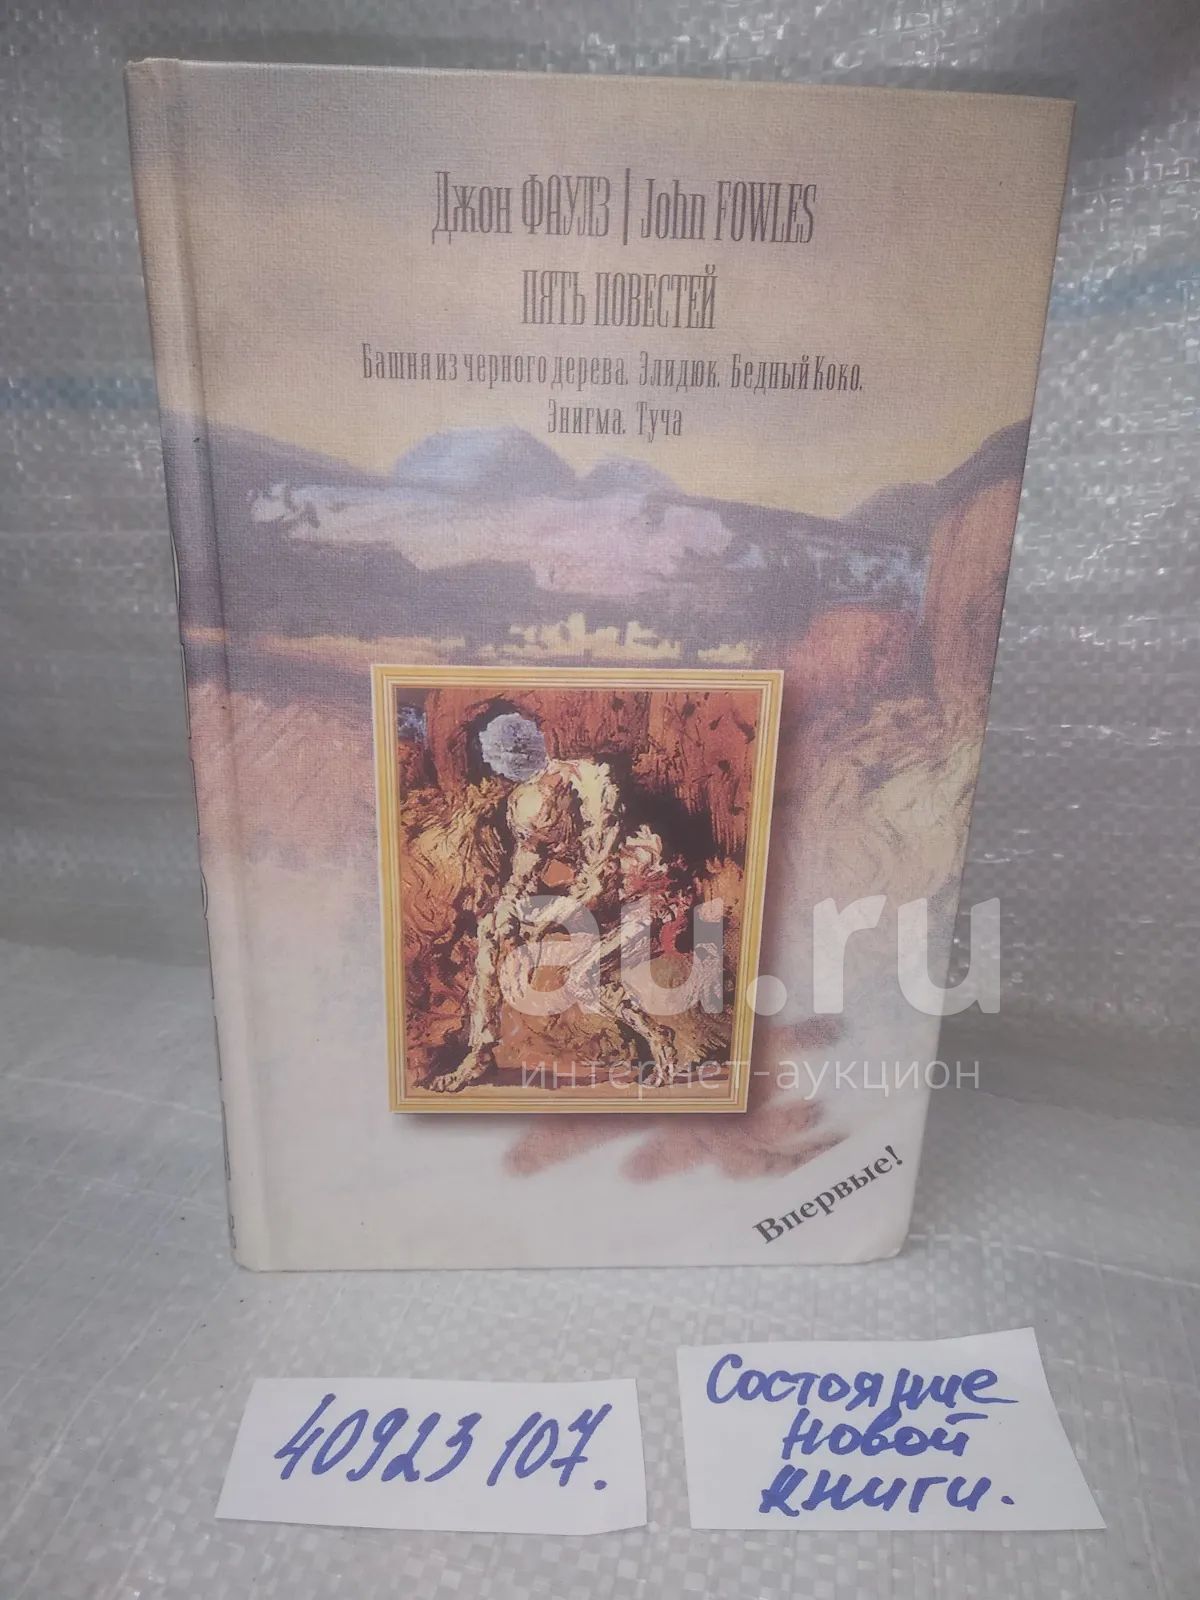 Джон ФАУЛЗ | John FOWLES
ПЯТЬ ПОВЕСТЕЙ
Башня из черного дерева. Элидюк. Бедный Коко.
Энигма. Туча
au.ru
интернет-аукцион
Впервые!
40923107.
Состояние
новой
книги.